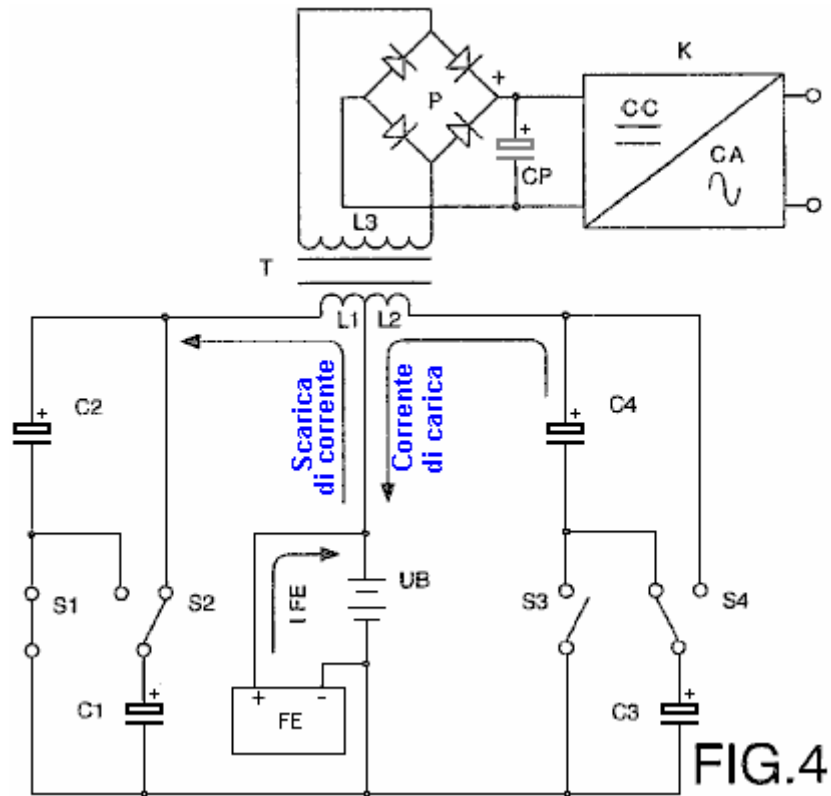 K
+
P
CC
+
CP
CA
L3
T
L1
L2
Scarica
di corrente
Corrente
di carica
+
C2
+
C4
S1
S2
I FE
UB
S3
S4
+
C1
+ -
FE
+
C3
FIG.4